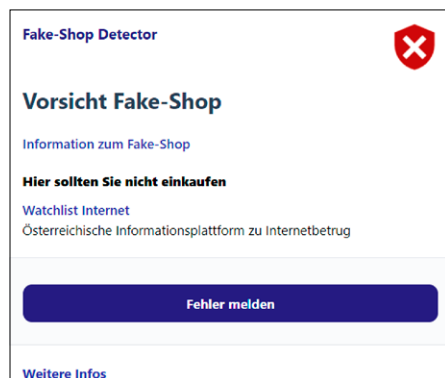 Fake-Shop Detector
Vorsicht Fake-Shop
Information zum Fake-Shop
Hier sollten Sie nicht einkaufen
Watchlist Internet
Österreichische Informationsplattform zu Internetbetrug
Fehler melden
Weitere Infos